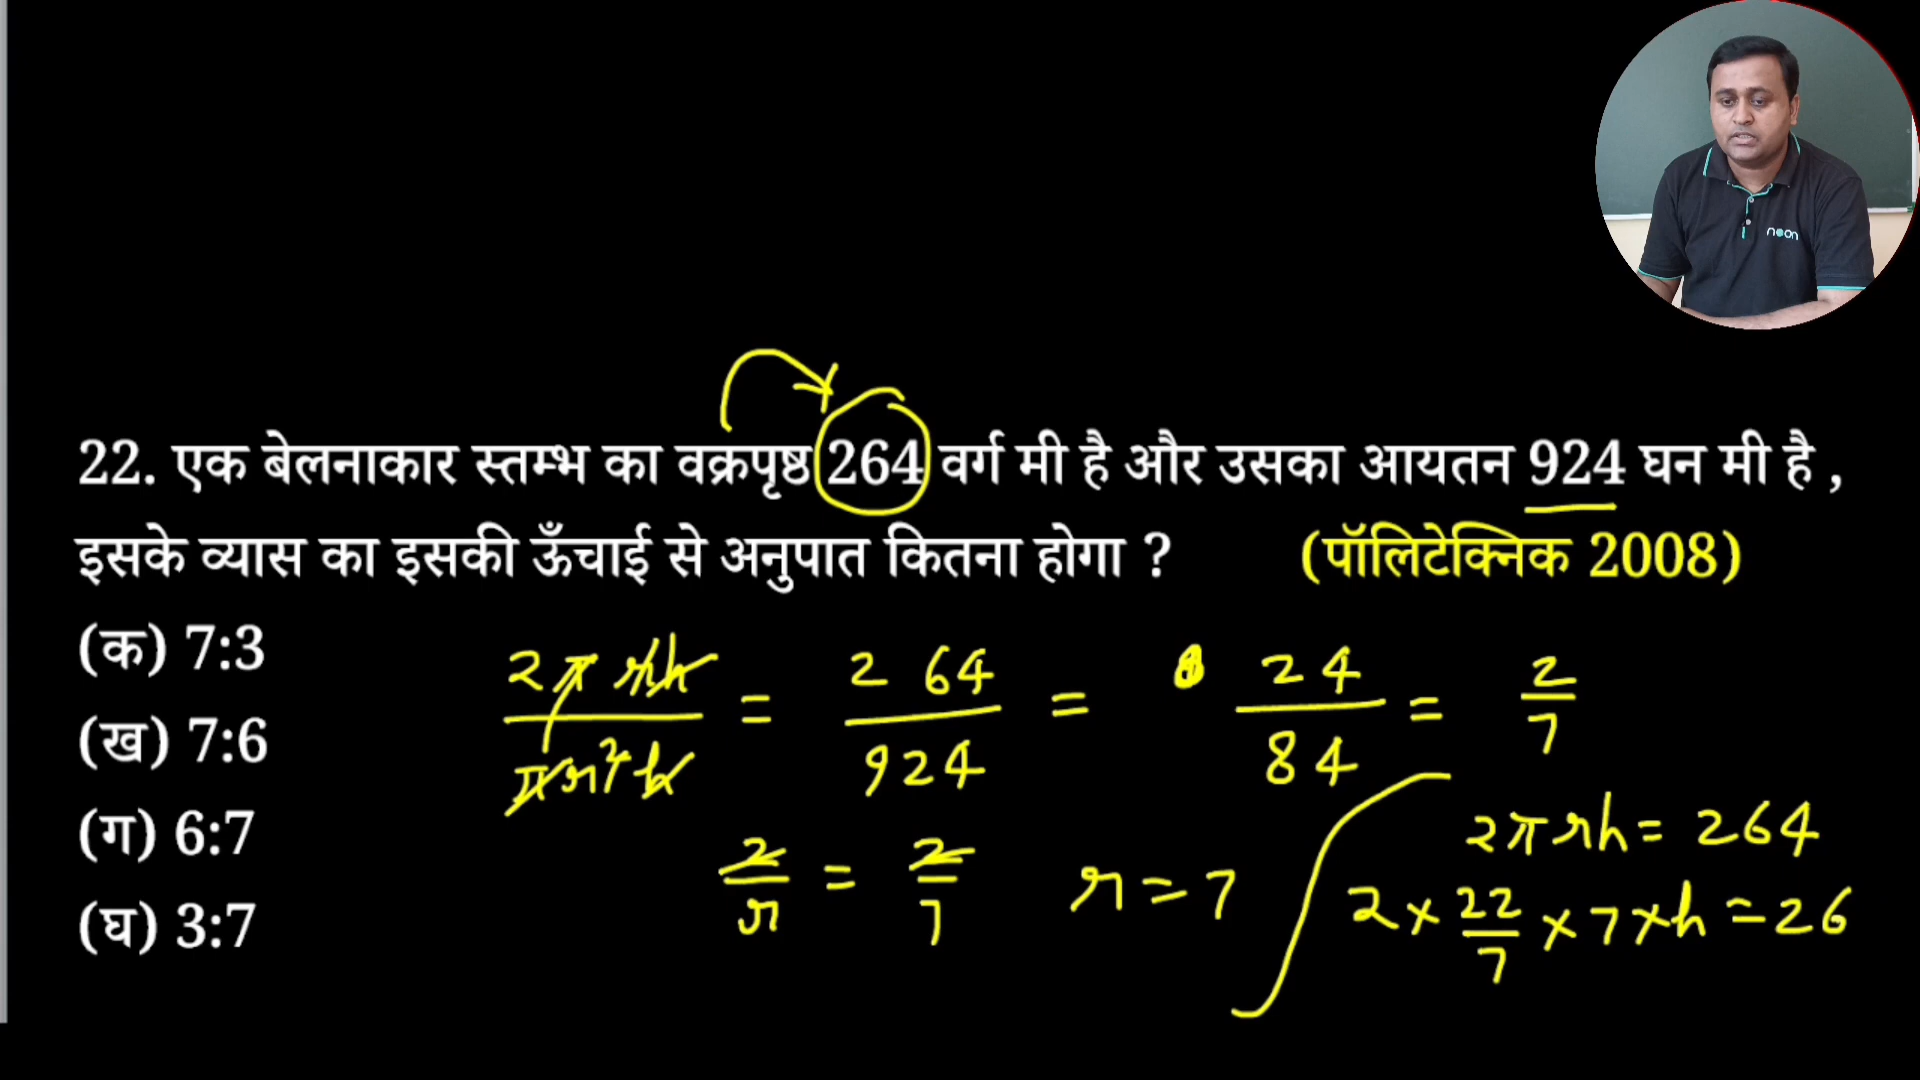 noon
22. एक बेलनाकार स्तम्भ का वक्रपृष्ठ 264 वर्ग मी है और उसका आयतन 924 घन मी है ,
इसके व्यास का इसकी ऊँचाई से अनुपात कितना होगा ? (पॉलिटेक्निक 2008)
(क) 7:3
(ख) 7:6
(ग) 6:7
(घ) 3:7
2πrh / πr²h = 264 / 924 = 24 / 84 = 2/7
2/r = 2/7 r = 7
2πrh = 264
2 × 22/7 × 7 × h = 26